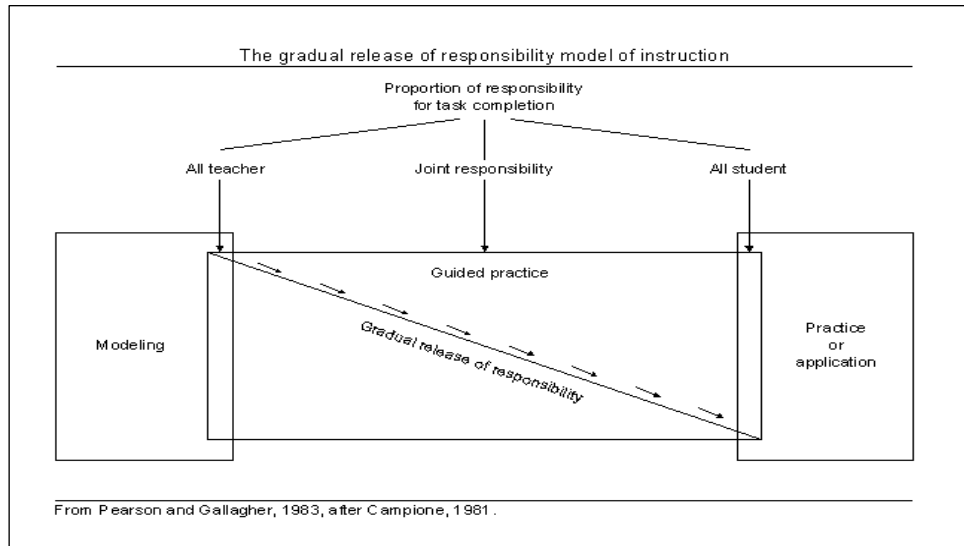 The gradual release of responsibility model of instruction
Proportion of responsibility
for task completion
All teacher
Joint responsibility
All student
Guided practice
Modeling
Gradual release of responsibility
Practice
or
application
From Pearson and Gallagher, 1983, after Campione, 1981.